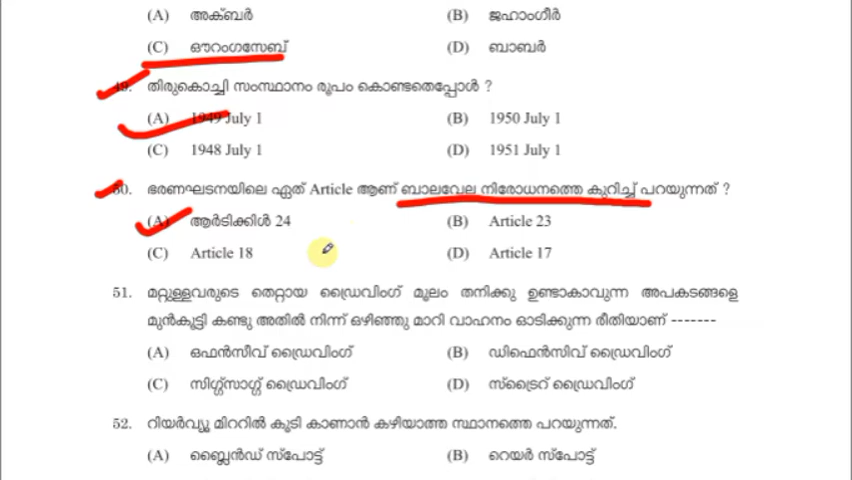 (A) അക്ബർ (B) ജഹാംഗീർ
(C) ഔറംഗസേബ് (D) ബാബർ
49. തിരുകൊച്ചി സംസ്ഥാനം രൂപം കൊണ്ടതെപ്പോൾ ?
(A) 1949 July 1 (B) 1950 July 1
(C) 1948 July 1 (D) 1951 July 1
50. ഭരണഘടനയിലെ ഏത് Article ആണ് ബാലവേല നിരോധനത്തെ കുറിച്ച് പറയുന്നത് ?
(A) ആർടിക്കിൾ 24 (B) Article 23
(C) Article 18 (D) Article 17
51. മറ്റുള്ളവരുടെ തെറ്റായ ഡ്രൈവിംഗ് മൂലം തനിക്കു ഉണ്ടാകാവുന്ന അപകടങ്ങളെ
മുൻകൂട്ടി കണ്ടു അതിൽ നിന്ന് ഒഴിഞ്ഞു മാറി വാഹനം ഓടിക്കുന്ന രീതിയാണ് -------
(A) ഒഫൻസീവ് ഡ്രൈവിംഗ് (B) ഡിഫെൻസിവ് ഡ്രൈവിംഗ്
(C) സിഗ്ഗ്സാഗ്ഗ് ഡ്രൈവിംഗ് (D) സ്ട്രൈറ് ഡ്രൈവിംഗ്
52. റിയർവ്യൂ മിററിൽ കൂടി കാണാൻ കഴിയാത്ത സ്ഥാനത്തെ പറയുന്നത്.
(A) ബ്ലൈൻഡ് സ്പോട്ട് (B) റെയർ സ്പോട്ട്